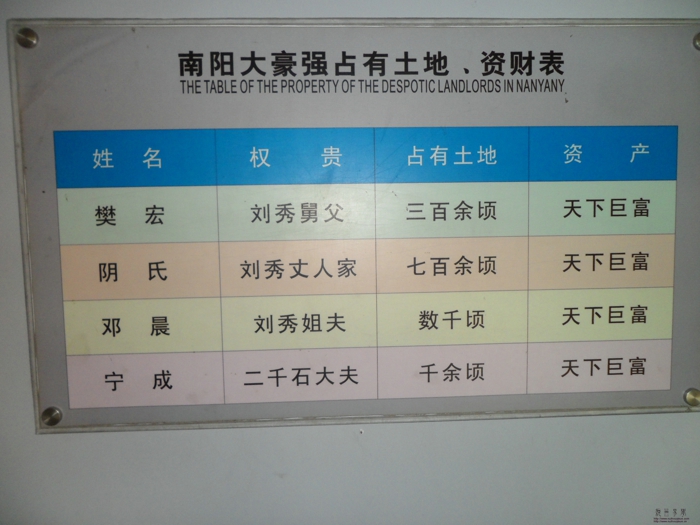 南阳大豪强占有土地、资财表
THE TABLE OF THE PROPERTY OF THE DESPOTIC LANDLORDS IN NANYANY
姓 名 权 贵 占有土地 资 产
樊 宏 刘秀舅父 三百余顷 天下巨富
阴 氏 刘秀丈人家 七百余顷 天下巨富
邓 晨 刘秀姐夫 数千顷 天下巨富
宁 成 二千石大夫 千余顷 天下巨富